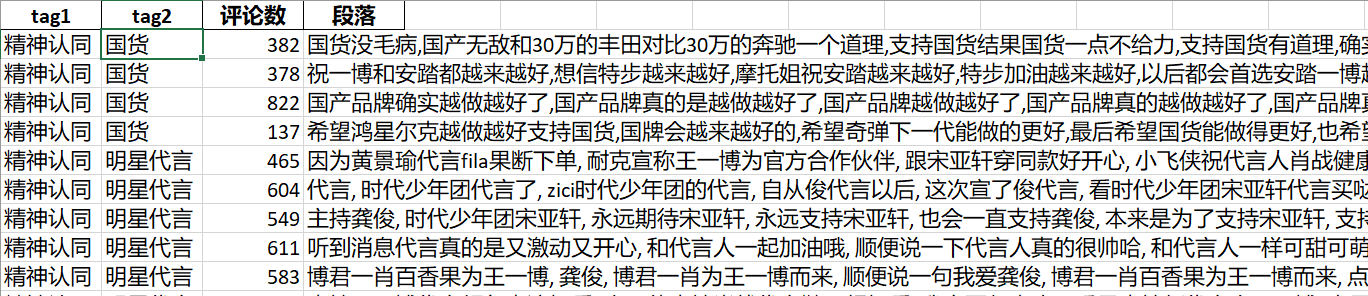 tag1 tag2 评论数 段落
精神认同 国货 382 国货没毛病,国产无敌和30万的丰田对比30万的奔驰一个道理,支持国货结果国货一点不给力,支持国货有道理,确实
精神认同 国货 378 祝一博和安踏都越来越好,想信特步越来越好,摩托姐祝安踏越来越好,特步加油越来越好,以后都会首选安踏一博越
精神认同 国货 822 国产品牌确实越做越好了,国产品牌真的是越做越好了,国产品牌越做越好了,国产品牌真的越做越好了,国产品牌
精神认同 国货 137 希望鸿星尔克越做越好支持国货,国牌会越来越好的,希望奇弹下一代能做的更好,最后希望国货能做得更好,也希
精神认同 明星代言 465 因为黄景瑜代言fila果断下单, 耐克宣称王一博为官方合作伙伴, 跟宋亚轩穿同款好开心, 小飞侠祝代言人肖战健康
精神认同 明星代言 604 代言, 时代少年团代言了, zici时代少年团的代言, 自从俊代言以后, 这次宣了俊代言, 看时代少年团宋亚轩代言买
精神认同 明星代言 549 主持龚俊, 时代少年团宋亚轩, 永远期待宋亚轩, 永远支持宋亚轩, 也会一直支持龚俊, 本来是为了支持宋亚轩, 支持
精神认同 明星代言 611 听到消息代言真的是又激动又开心, 和代言人一起加油哦, 顺便说一下代言人真的很帅哈, 和代言人一样可甜可萌
精神认同 明星代言 583 博君一肖百香果为王一博, 龚俊, 博君一肖为王一博而来, 顺便说一句我爱龚俊, 博君一肖百香果为王一博而来, 点